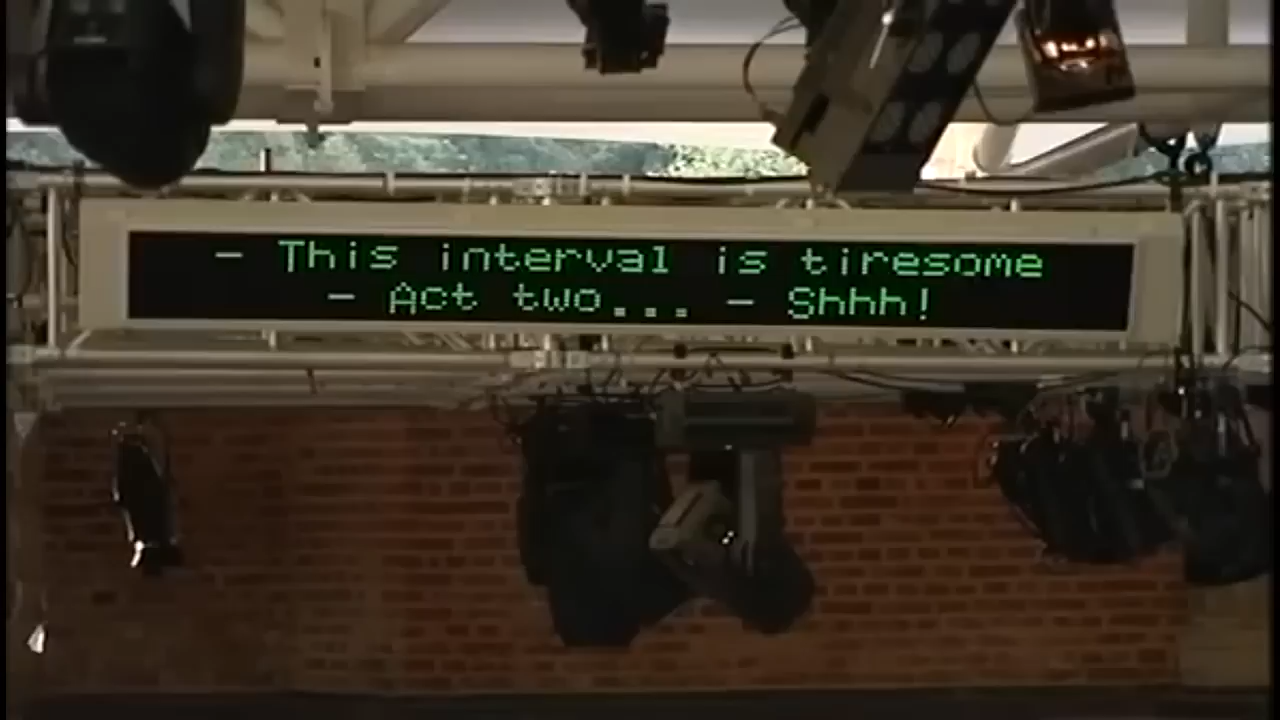 - This interval is tiresome
- Act two... - Shhh!